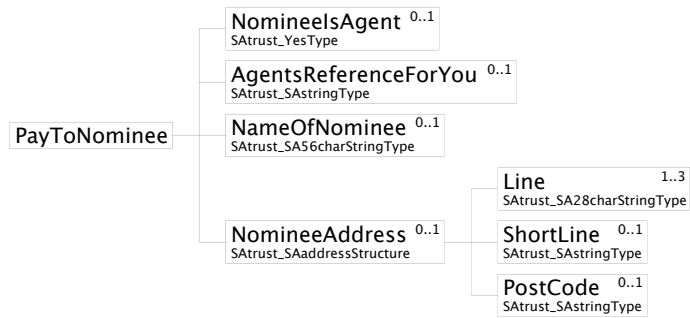 NomineeIsAgent 0..1
SAtrust_YesType
AgentsReferenceForYou 0..1
SAtrust_SAstringType
PayToNominee
NameOfNominee 0..1
SAtrust_SA56charStringType
NomineeAddress 0..1
SAtrust_SAaddressStructure
Line 1..3
SAtrust_SA28charStringType
ShortLine 0..1
SAtrust_SAstringType
PostCode 0..1
SAtrust_SAstringType